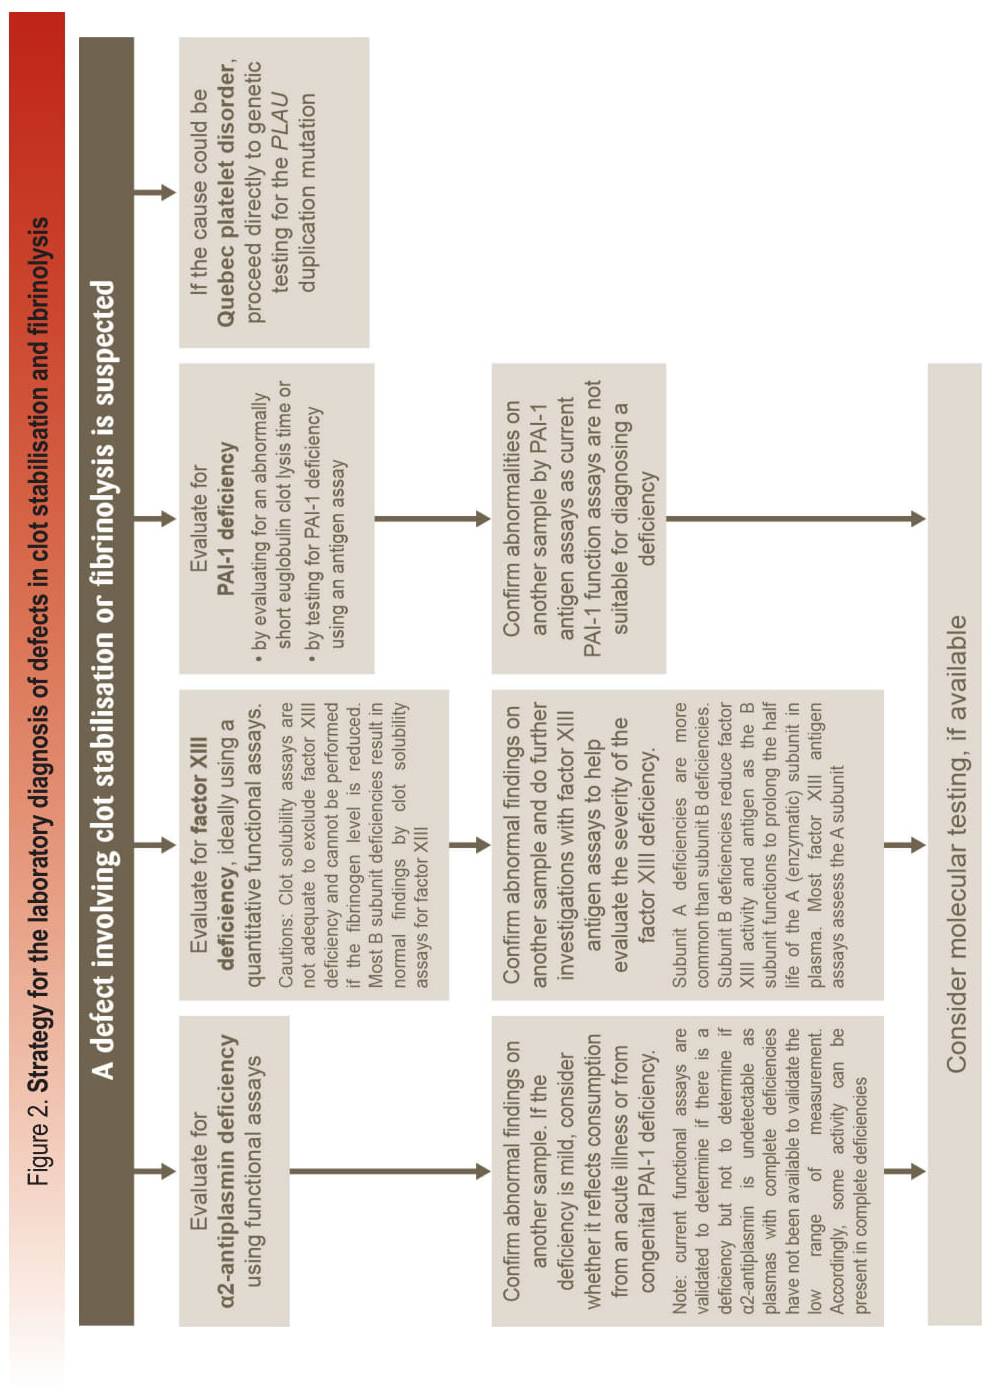 Figure 2. Strategy for the laboratory diagnosis of defects in clot stabilisation and fibrinolysis
A defect involving clot stabilisation or fibrinolysis is suspected
Evaluate for
α2-antiplasmin deficiency
using functional assays
Confirm abnormal findings on
another sample. If the
deficiency is mild, consider
whether it reflects consumption
from an acute illness or from
congenital PAI-1 deficiency.
Note: current functional assays are
validated to determine if there is a
deficiency but not to determine if
α2-antiplasmin is undetectable as
plasmas with complete deficiencies
have not been available to validate the
low range of measurement.
Accordingly, some activity can be
present in complete deficiencies
Evaluate for factor XIII
deficiency, ideally using a
quantitative functional assays.
Cautions: Clot solubility assays are
not adequate to exclude factor XIII
deficiency and cannot be performed
if the fibrinogen level is reduced.
Most B subunit deficiencies result in
normal findings by clot solubility
assays for factor XIII
Confirm abnormal findings on
another sample and do further
investigations with factor XIII
antigen assays to help
evaluate the severity of the
factor XIII deficiency.
Subunit A deficiencies are more
common than subunit B deficiencies.
Subunit B deficiencies reduce factor
XIII activity and antigen as the B
subunit functions to prolong the half
life of the A (enzymatic) subunit in
plasma. Most factor XIII antigen
assays assess the A subunit
Evaluate for
PAI-1 deficiency
• by evaluating for an abnormally
short euglobulin clot lysis time or
• by testing for PAI-1 deficiency
using an antigen assay
Confirm abnormalities on
another sample by PAI-1
antigen assays as current
PAI-1 function assays are not
suitable for diagnosing a
deficiency
If the cause could be
Quebec platelet disorder,
proceed directly to genetic
testing for the PLAU
duplication mutation
Consider molecular testing, if available